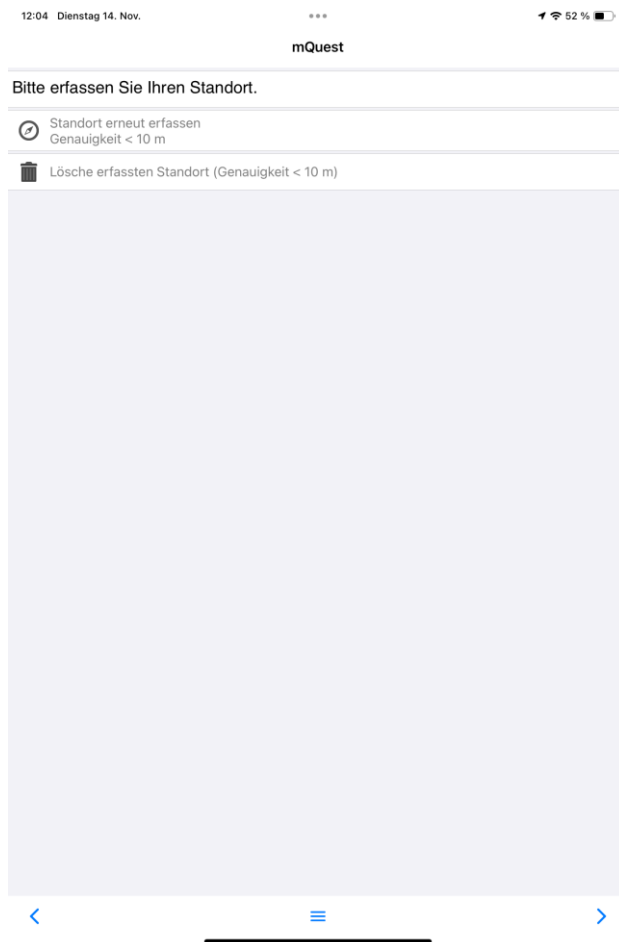 12:04 Dienstag 14. Nov.
52 %
mQuest
Bitte erfassen Sie Ihren Standort.
Standort erneut erfassen
Genauigkeit < 10 m
Lösche erfassten Standort (Genauigkeit < 10 m)